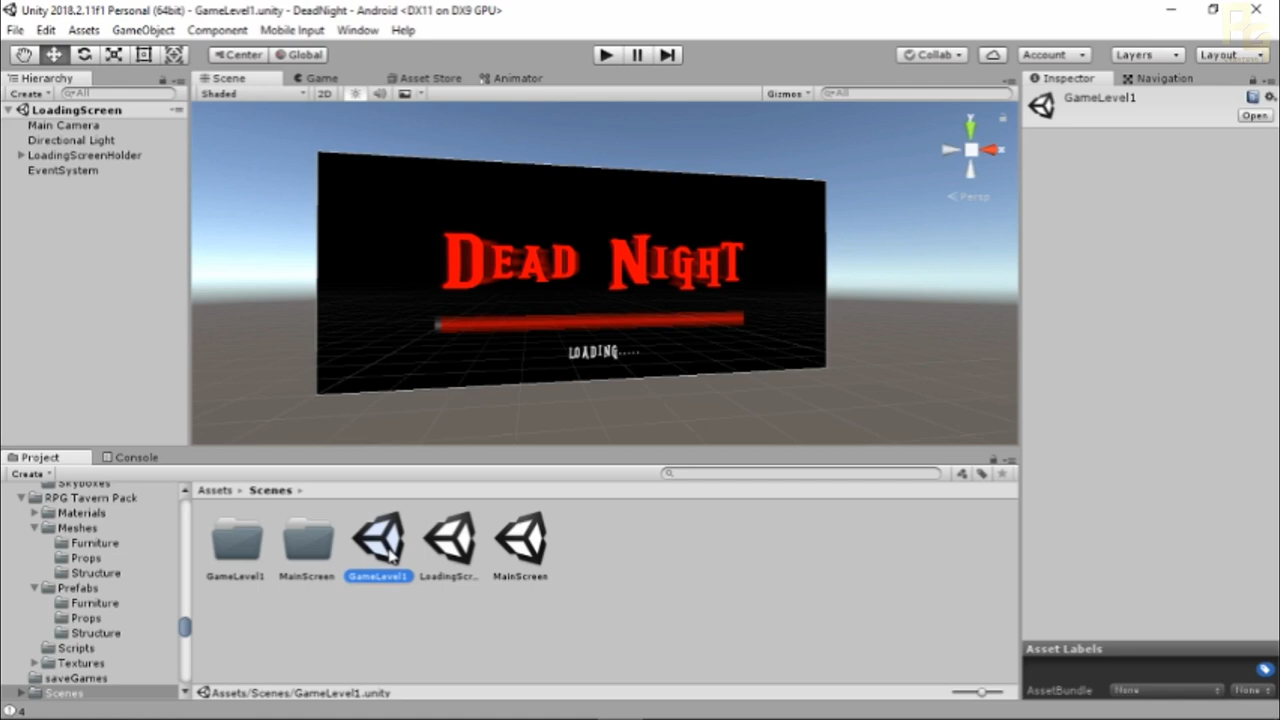 Unity 2018.2.11f1 Personal (64bit) - GameLevel1.unity - DeadNight - Android <DX11 on DX9 GPU>
File Edit Assets GameObject Component Mobile Input Window Help
Center Global Collab Account Layers Layout
Hierarchy Scene Game Asset Store Animator Inspector Navigation
Create All Shaded 2D Gizmos All GameLevel1
Open
LoadingScreen
Main Camera
Directional Light
LoadingScreenHolder
EventSystem
y
x
Persp
DEAD NIGHT
LOADING.....
Project Console
Create
Assets Scenes
Skyboxes
RPG Tavern Pack
Materials
Meshes
Furniture
Props
Structure
Prefabs
Furniture
Props
Structure
Scripts
Textures
saveGames
Scenes
GameLevel1 MainScreen GameLevel1 LoadingScr... MainScreen
Assets/Scenes/GameLevel1.unity
Asset Labels
AssetBundle None None
4